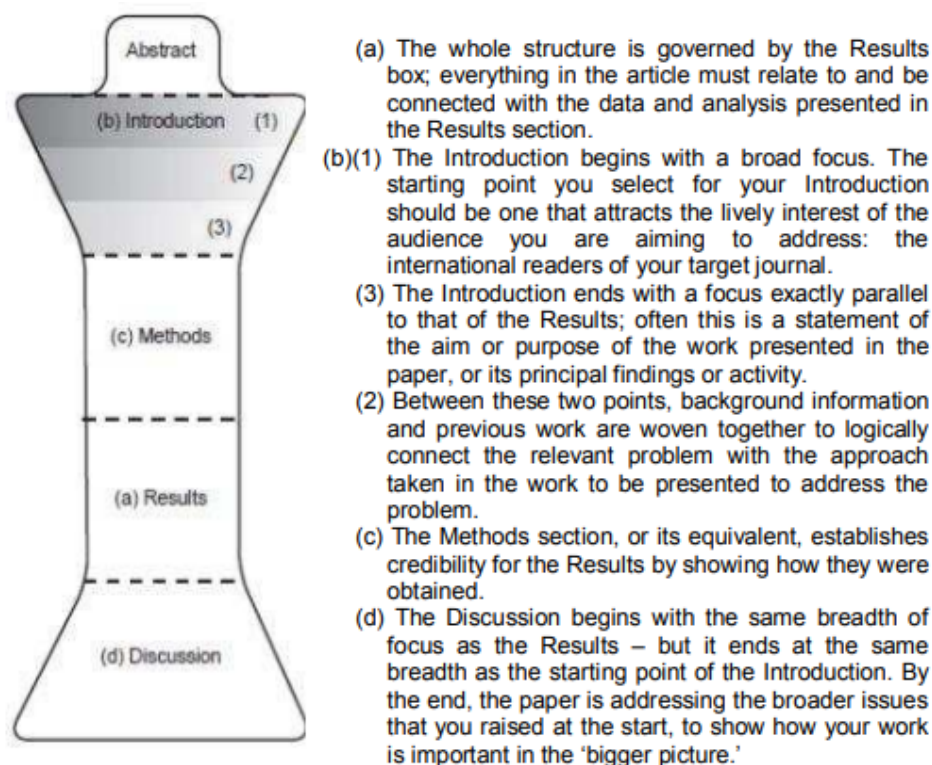 Abstract
(b) Introduction (1)
(2)
(3)
(c) Methods
(a) Results
(d) Discussion
(a) The whole structure is governed by the Results
box; everything in the article must relate to and be
connected with the data and analysis presented in
the Results section.
(b)(1) The Introduction begins with a broad focus. The
starting point you select for your Introduction
should be one that attracts the lively interest of the
audience you are aiming to address: the
international readers of your target journal.
(3) The Introduction ends with a focus exactly parallel
to that of the Results; often this is a statement of
the aim or purpose of the work presented in the
paper, or its principal findings or activity.
(2) Between these two points, background information
and previous work are woven together to logically
connect the relevant problem with the approach
taken in the work to be presented to address the
problem.
(c) The Methods section, or its equivalent, establishes
credibility for the Results by showing how they were
obtained.
(d) The Discussion begins with the same breadth of
focus as the Results – but it ends at the same
breadth as the starting point of the Introduction. By
the end, the paper is addressing the broader issues
that you raised at the start, to show how your work
is important in the ‘bigger picture.’